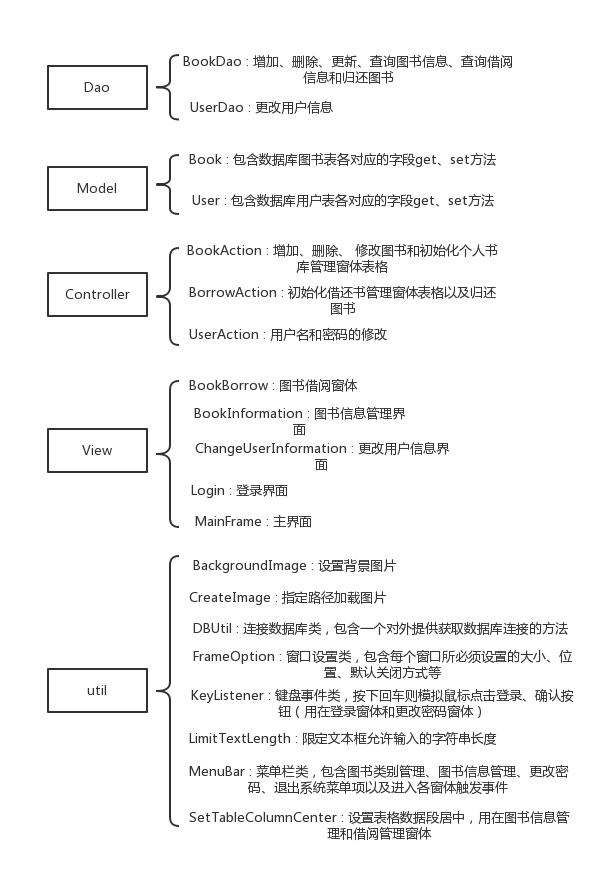 Dao
BookDao：增加、删除、更新、查询图书信息、查询借阅
信息和归还图书
UserDao：更改用户信息
Model
Book：包含数据库图书表各对应的字段get、set方法
User：包含数据库用户表各对应的字段get、set方法
Controller
BookAction：增加、删除、 修改图书和初始化个人书
库管理窗体表格
BorrowAction：初始化借还书管理窗体表格以及归还
图书
UserAction：用户名和密码的修改
View
BookBorrow：图书借阅窗体
BookInformation：图书信息管理界
面
ChangeUserInformation：更改用户信息界
面
Login：登录界面
MainFrame：主界面
util
BackgroundImage：设置背景图片
CreateImage：指定路径加载图片
DBUtil：连接数据库类，包含一个对外提供获取数据库连接的方法
FrameOption：窗口设置类，包含每个窗口所必须设置的大小、位
置、默认关闭方式等
KeyListener：键盘事件类，按下回车则模拟鼠标点击登录、确认按
钮（用在登录窗体和更改密码窗体）
LimitTextLength：限定文本框允许输入的字符串长度
MenuBar：菜单栏类，包含图书类别管理、图书信息管理、更改密
码、退出系统菜单项以及进入各窗体触发事件
SetTableColumnCenter：设置表格数据段居中，用在图书信息管
理和借阅管理窗体